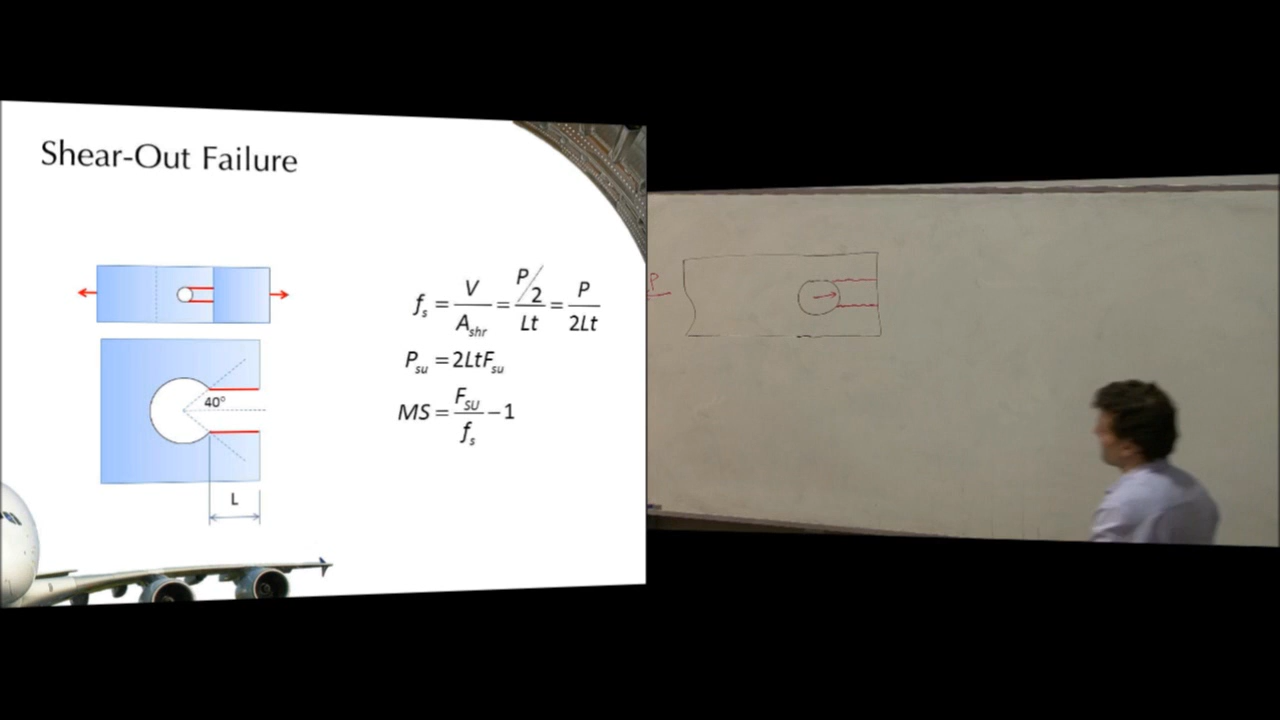 Shear-Out Failure
f_s = V / A_shr = (P/2) / Lt = P / 2Lt
P_su = 2LtF_su
MS = F_SU / f_s − 1
40°
L
P